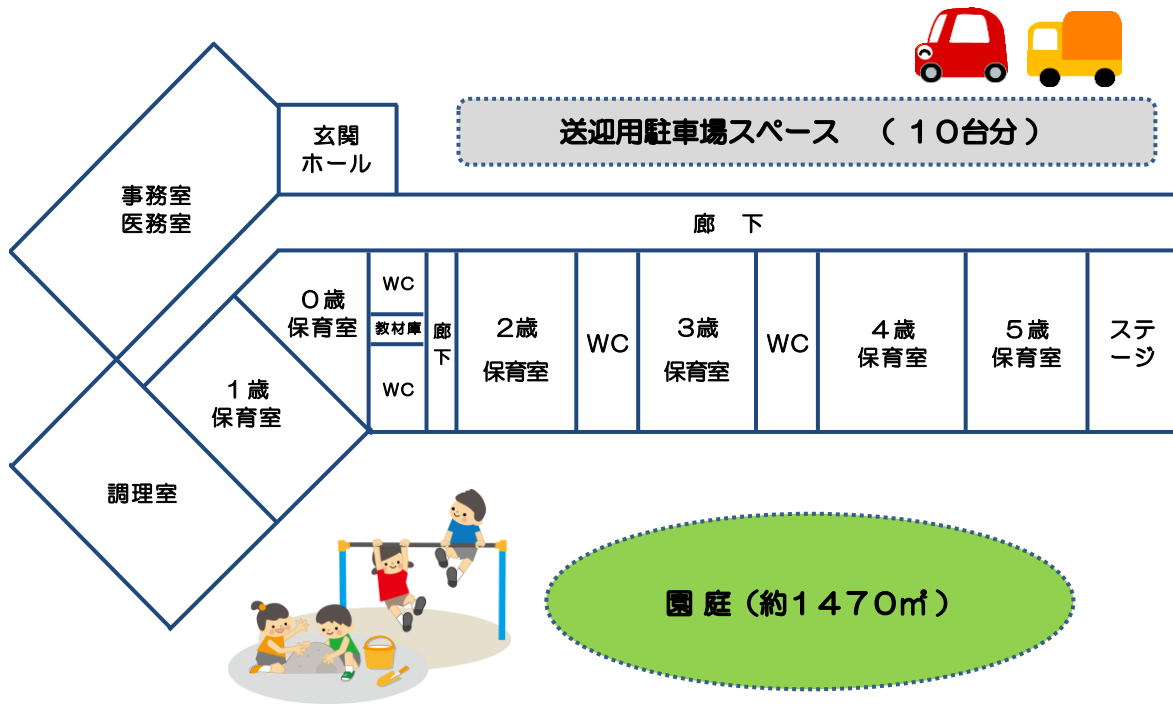 送迎用駐車場スペース （１０台分）
玄関
ホール
事務室
医務室
廊 下
０歳
保育室
WC
教材庫
WC
廊
下
２歳
保育室
WC
３歳
保育室
WC
４歳
保育室
５歳
保育室
ステ
ージ
１歳
保育室
調理室
園 庭（約１４７０㎡）